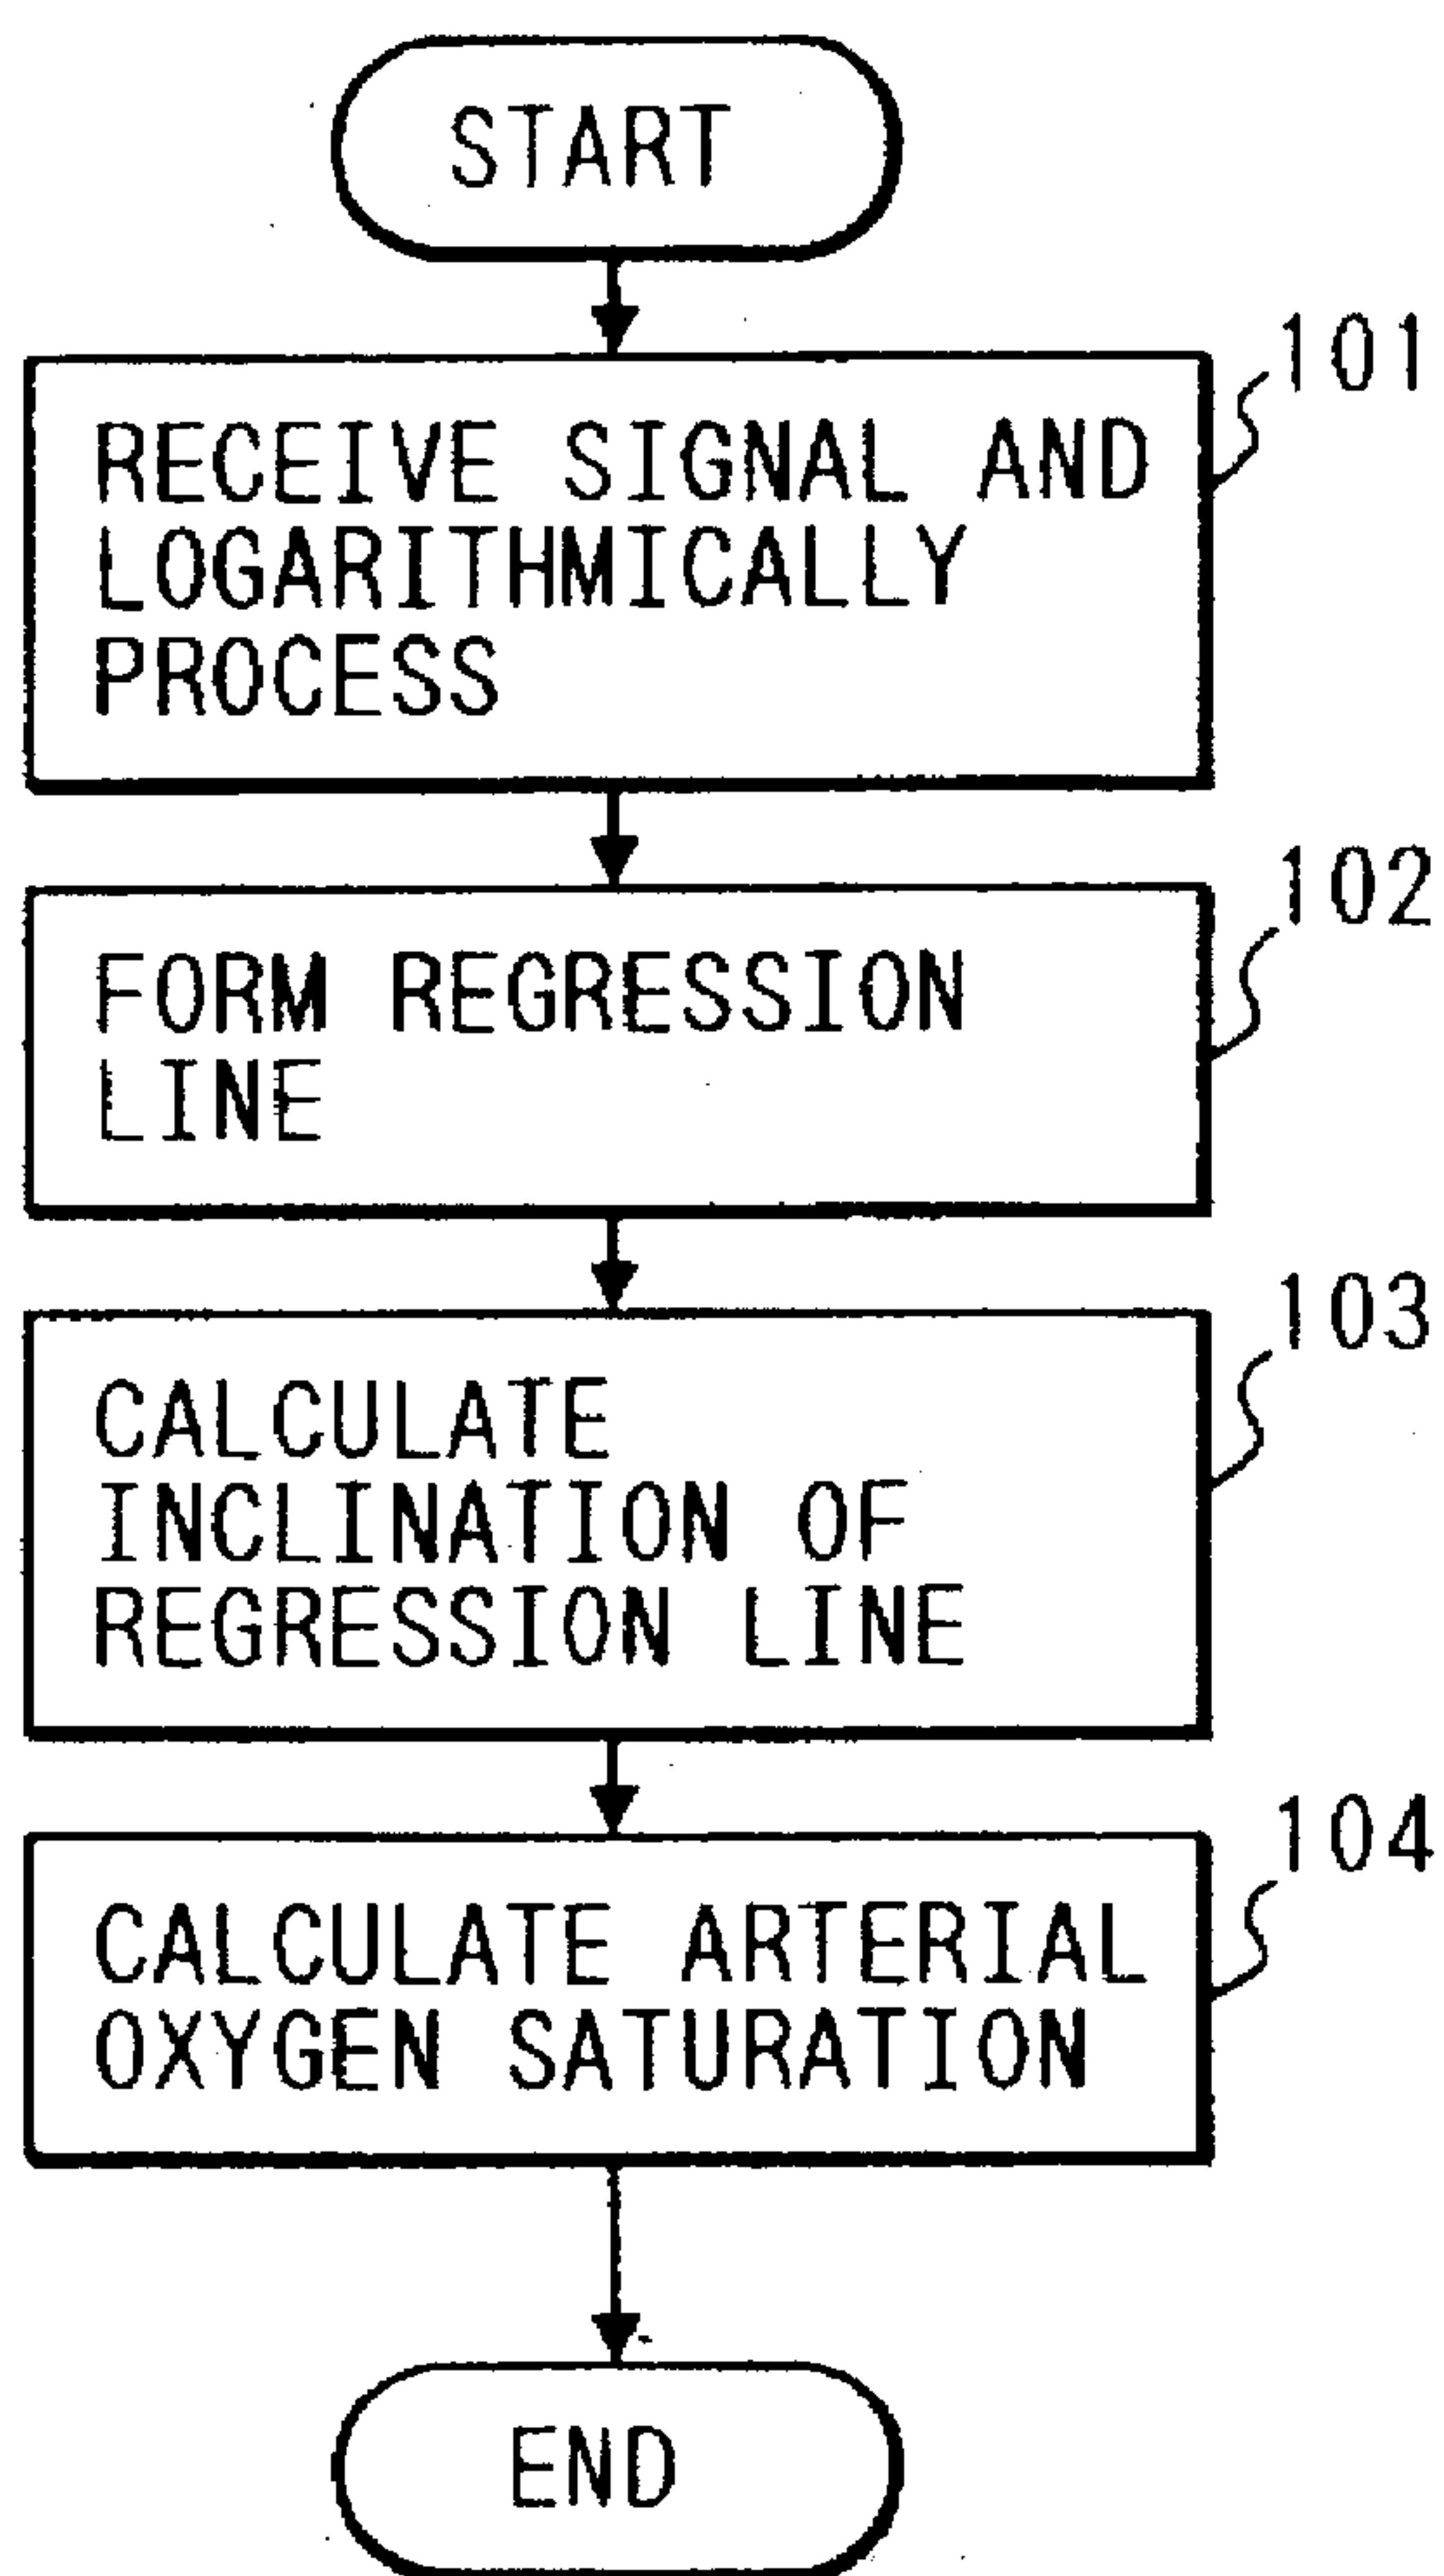 START
101
RECEIVE SIGNAL AND
LOGARITHMICALLY
PROCESS
102
FORM REGRESSION
LINE
103
CALCULATE
INCLINATION OF
REGRESSION LINE
104
CALCULATE ARTERIAL
OXYGEN SATURATION
END